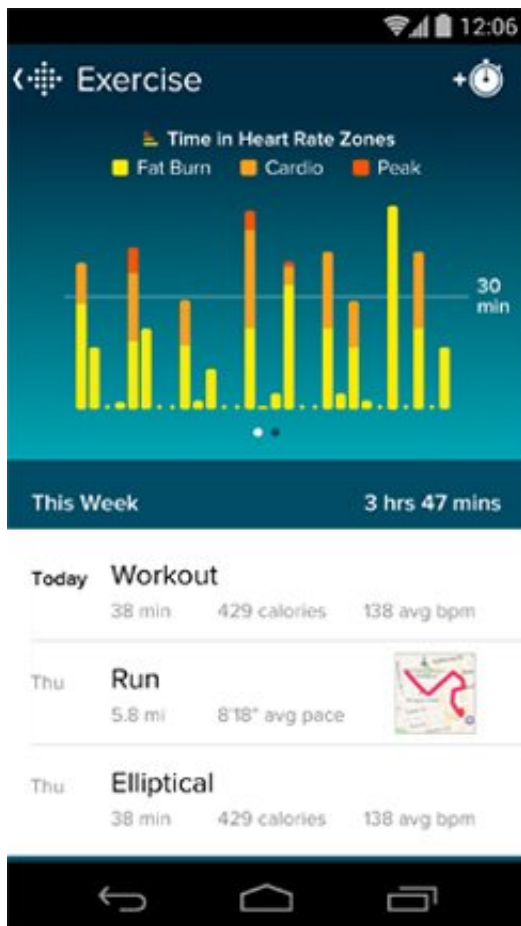 12:06
Exercise
+
Time in Heart Rate Zones
Fat Burn Cardio Peak
30
min
This Week 3 hrs 47 mins
Today Workout
38 min 429 calories 138 avg bpm
Thu Run
5.8 mi 8'18" avg pace
Thu Elliptical
38 min 429 calories 138 avg bpm